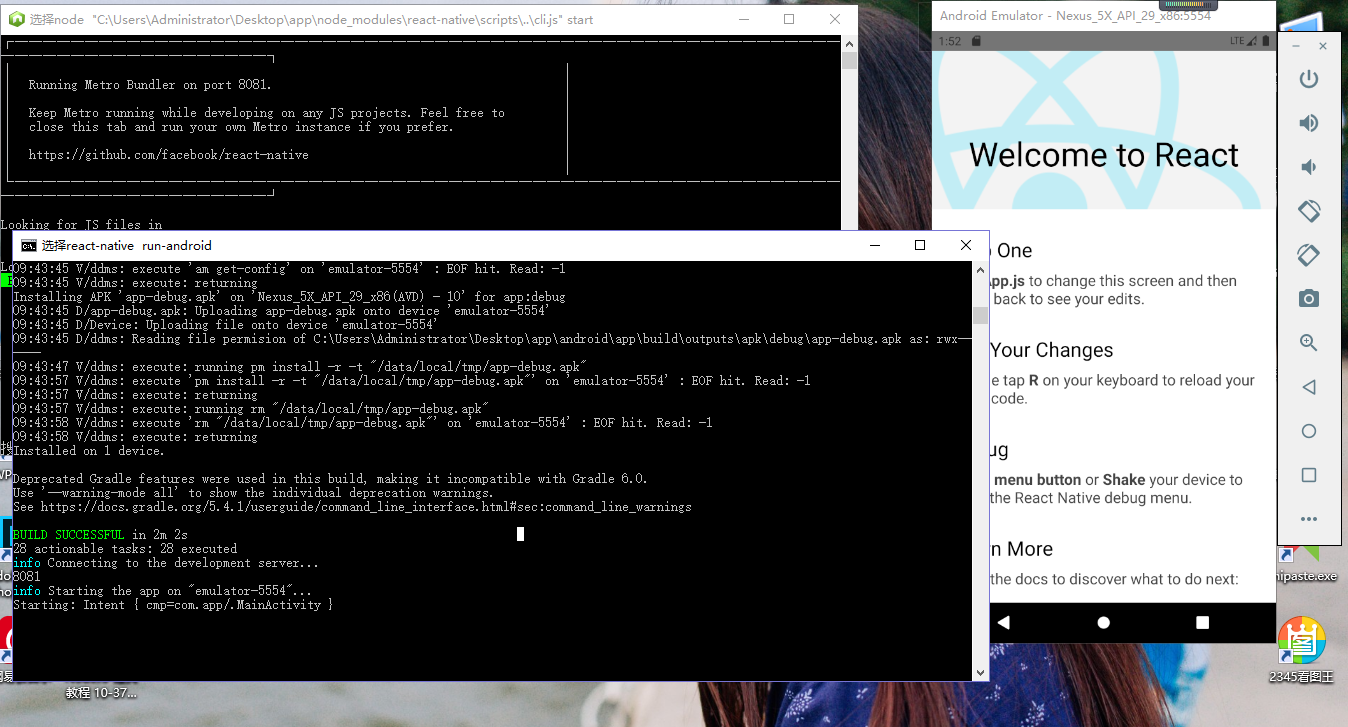 选择node "C:\Users\Administrator\Desktop\app\node_modules\react-native\scripts\..\cli.js" start
Running Metro Bundler on port 8081.
Keep Metro running while developing on any JS projects. Feel free to
close this tab and run your own Metro instance if you prefer.
https://github.com/facebook/react-native
Looking for JS files in
选择react-native run-android
09:43:45 V/ddms: execute 'am get-config' on 'emulator-5554' : EOF hit. Read: -1
09:43:45 V/ddms: execute: returning
Installing APK 'app-debug.apk' on 'Nexus_5X_API_29_x86(AVD) - 10' for app:debug
09:43:45 D/app-debug.apk: Uploading app-debug.apk onto device 'emulator-5554'
09:43:45 D/Device: Uploading file onto device 'emulator-5554'
09:43:45 D/ddms: Reading file permision of C:\Users\Administrator\Desktop\app\android\app\build\outputs\apk\debug\app-debug.apk as: rwx--
----
09:43:47 V/ddms: execute: running pm install -r -t "/data/local/tmp/app-debug.apk"
09:43:57 V/ddms: execute 'pm install -r -t "/data/local/tmp/app-debug.apk"' on 'emulator-5554' : EOF hit. Read: -1
09:43:57 V/ddms: execute: returning
09:43:57 V/ddms: execute: running rm "/data/local/tmp/app-debug.apk"
09:43:58 V/ddms: execute 'rm "/data/local/tmp/app-debug.apk"' on 'emulator-5554' : EOF hit. Read: -1
09:43:58 V/ddms: execute: returning
Installed on 1 device.
Deprecated Gradle features were used in this build, making it incompatible with Gradle 6.0.
Use '--warning-mode all' to show the individual deprecation warnings.
See https://docs.gradle.org/5.4.1/userguide/command_line_interface.html#sec:command_line_warnings
BUILD SUCCESSFUL in 2m 2s
28 actionable tasks: 28 executed
info Connecting to the development server...
8081
info Starting the app on "emulator-5554"...
Starting: Intent { cmp=com.app/.MainActivity }
Android Emulator - Nexus_5X_API_29_x86:5554
1:52
LTE
Welcome to React
One
App.js to change this screen and then
back to see your edits.
Your Changes
tap R on your keyboard to reload your
code.
menu button or Shake your device to
the React Native debug menu.
More
the docs to discover what to do next:
nipaste.exe
2345看图王
教程 10-37...